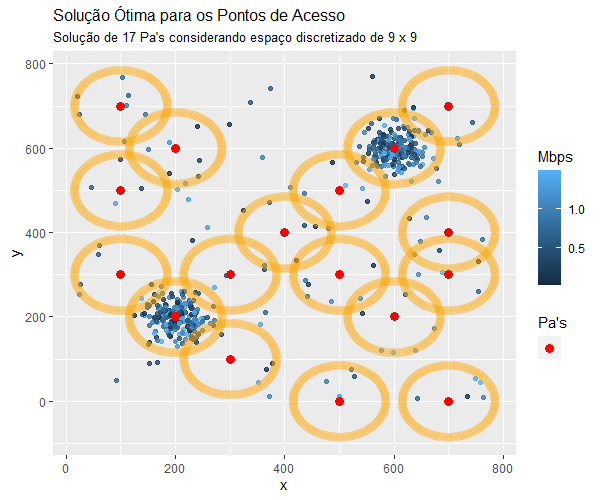 Solução Ótima para os Pontos de Acesso
Solução de 17 Pa's considerando espaço discretizado de 9 x 9
800
600
400
200
0
y
0 200 400 600 800
x
Mbps
1.0
0.5
Pa's